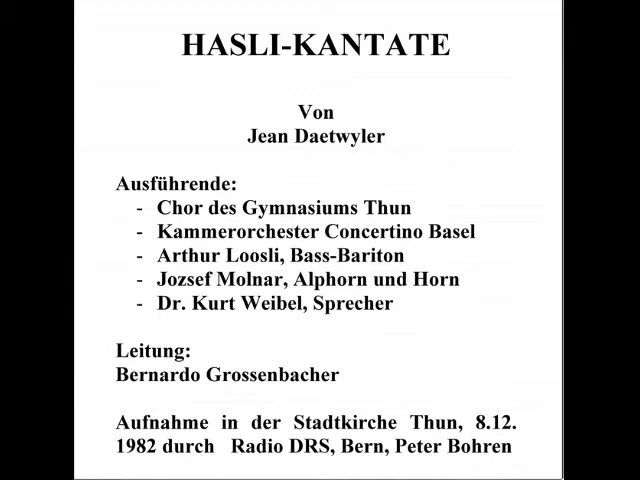 HASLI-KANTATE
Von
Jean Daetwyler
Ausführende:
- Chor des Gymnasiums Thun
- Kammerorchester Concertino Basel
- Arthur Loosli, Bass-Bariton
- Jozsef Molnar, Alphorn und Horn
- Dr. Kurt Weibel, Sprecher
Leitung:
Bernardo Grossenbacher
Aufnahme in der Stadtkirche Thun, 8.12.
1982 durch Radio DRS, Bern, Peter Bohren